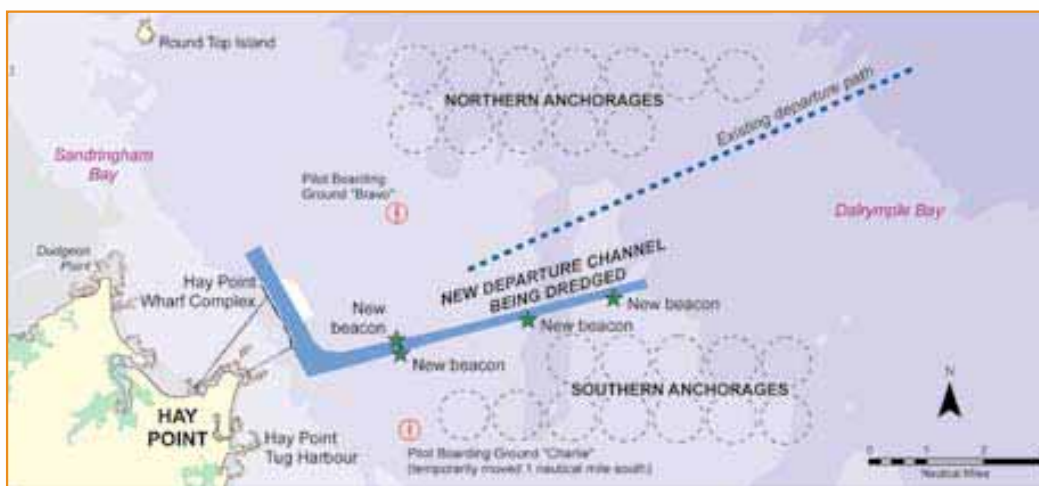 Round Top Island
NORTHERN ANCHORAGES
Existing departure path
Sandringham
Bay
Pilot Boarding
Ground "Bravo"
Dalrymple Bay
Dudgeon
Point
Hay Point
Wharf Complex
NEW DEPARTURE CHANNEL
BEING DREDGED
New
beacon
New beacon
New beacon
New beacon
SOUTHERN ANCHORAGES
N
HAY
POINT
Hay Point
Tug Harbour
Pilot Boarding Ground "Charlie"
(temporarily moved 1 nautical mile south)
0 1 2
Nautical Miles